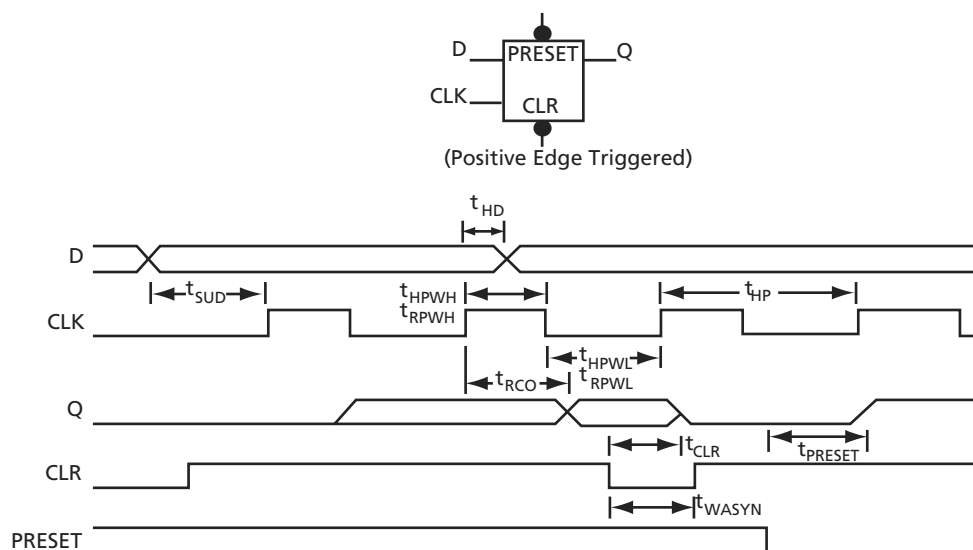 D
PRESET
Q
CLK
CLR
(Positive Edge Triggered)
tHD
D
tSUD
tHPWH
tRPWH
tHP
CLK
tHPWL
tRPWL
tRCO
Q
tCLR
tPRESET
CLR
tWASYN
PRESET